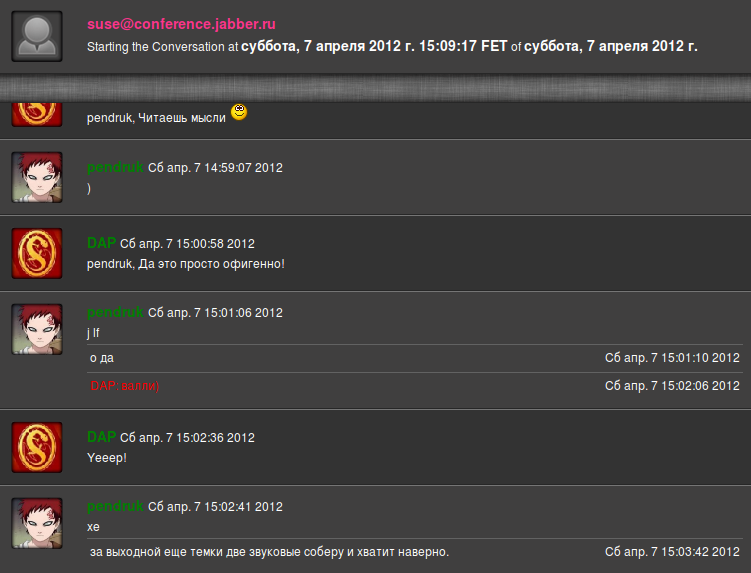 suse@conference.jabber.ru
Starting the Conversation at суббота, 7 апреля 2012 г. 15:09:17 FET of суббота, 7 апреля 2012 г.
pendruk, Читаешь мысли
pendruk Сб апр. 7 14:59:07 2012
)
DAP Сб апр. 7 15:00:58 2012
pendruk, Да это просто офигенно!
pendruk Сб апр. 7 15:01:06 2012
j lf
о да Сб апр. 7 15:01:10 2012
DAP: валли) Сб апр. 7 15:02:06 2012
DAP Сб апр. 7 15:02:36 2012
Yeeep!
pendruk Сб апр. 7 15:02:41 2012
хе
за выходной еще темки две звуковые соберу и хватит наверно. Сб апр. 7 15:03:42 2012